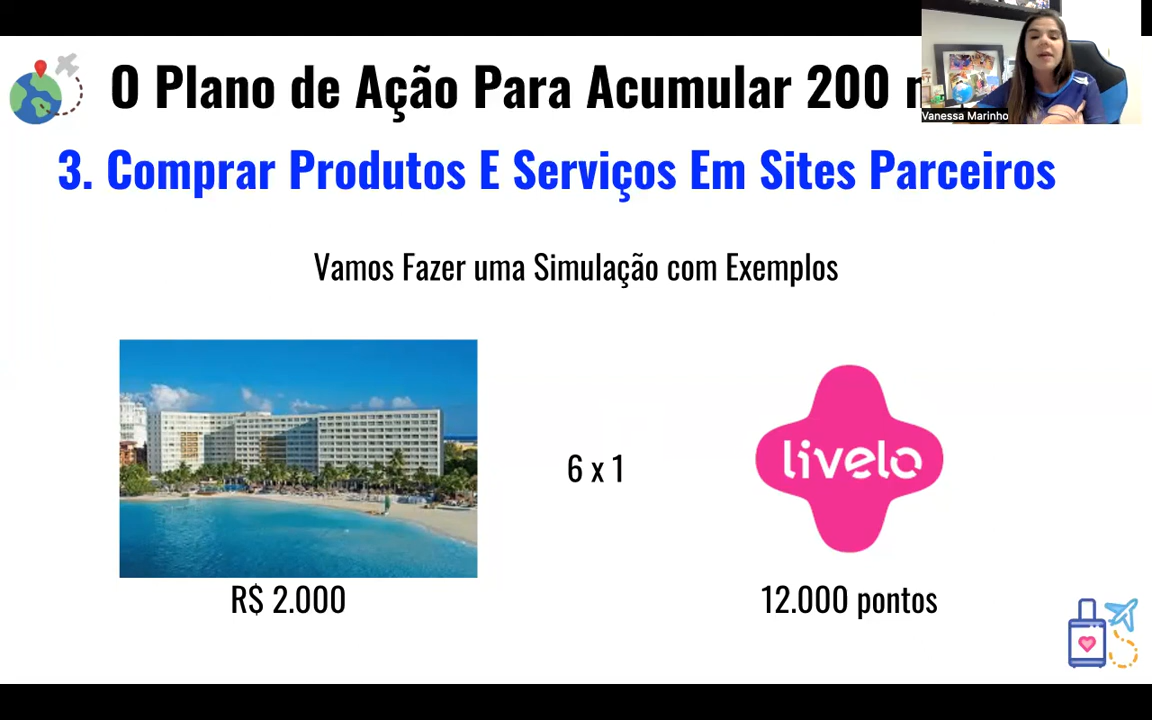 O Plano de Ação Para Acumular 200
Vanessa Marinho
3. Comprar Produtos E Serviços Em Sites Parceiros
Vamos Fazer uma Simulação com Exemplos
6 x 1
livelo
R$ 2.000
12.000 pontos